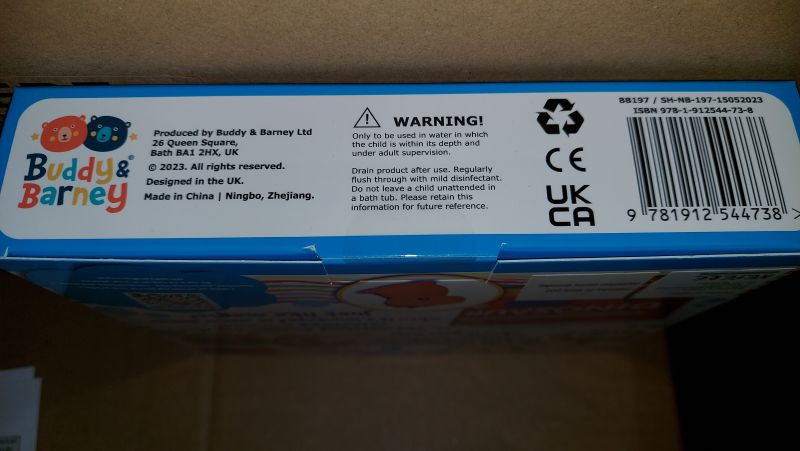 Buddy &
Barney
Produced by Buddy & Barney Ltd
26 Queen Square,
Bath BA1 2HX, UK
© 2023. All rights reserved.
Designed in the UK.
Made in China | Ningbo, Zhejiang.
WARNING!
Only to be used in water in which
the child is within its depth and
under adult supervision.
Drain product after use. Regularly
flush through with mild disinfectant.
Do not leave a child unattended in
a bath tub. Please retain this
information for future reference.
CE
UK
CA
BB197 / SH-NB-197-15052023
ISBN 978-1-912544-73-8
9 781912 544738 >
just like